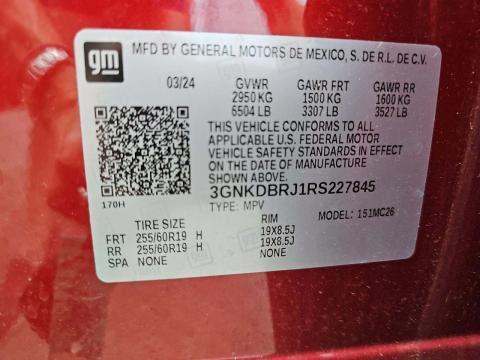 gm
MFD BY GENERAL MOTORS DE MEXICO, S. DE R.L. DE C.V.
03/24 GVWR GAWR FRT GAWR RR
2950 KG 1500 KG 1600 KG
6504 LB 3307 LB 3527 LB
THIS VEHICLE CONFORMS TO ALL
APPLICABLE U.S. FEDERAL MOTOR
VEHICLE SAFETY STANDARDS IN EFFECT
ON THE DATE OF MANUFACTURE
SHOWN ABOVE.
3GNKDBRJ1RS227845
170H TYPE: MPV MODEL: 151MC26
TIRE SIZE RIM
FRT 255/60R19 H 19X8.5J
RR 255/60R19 H 19X8.5J
SPA NONE NONE